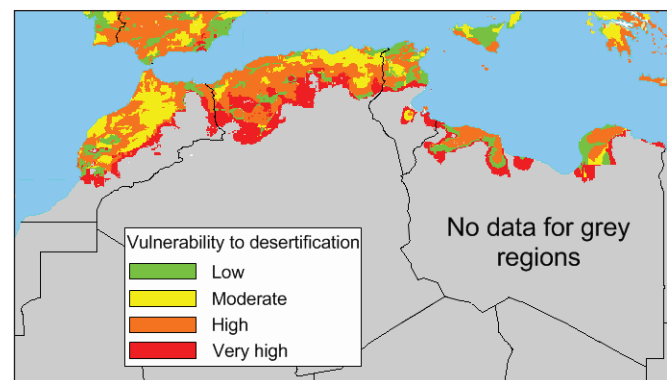 No data for grey
regions
Vulnerability to desertification
Low
Moderate
High
Very high